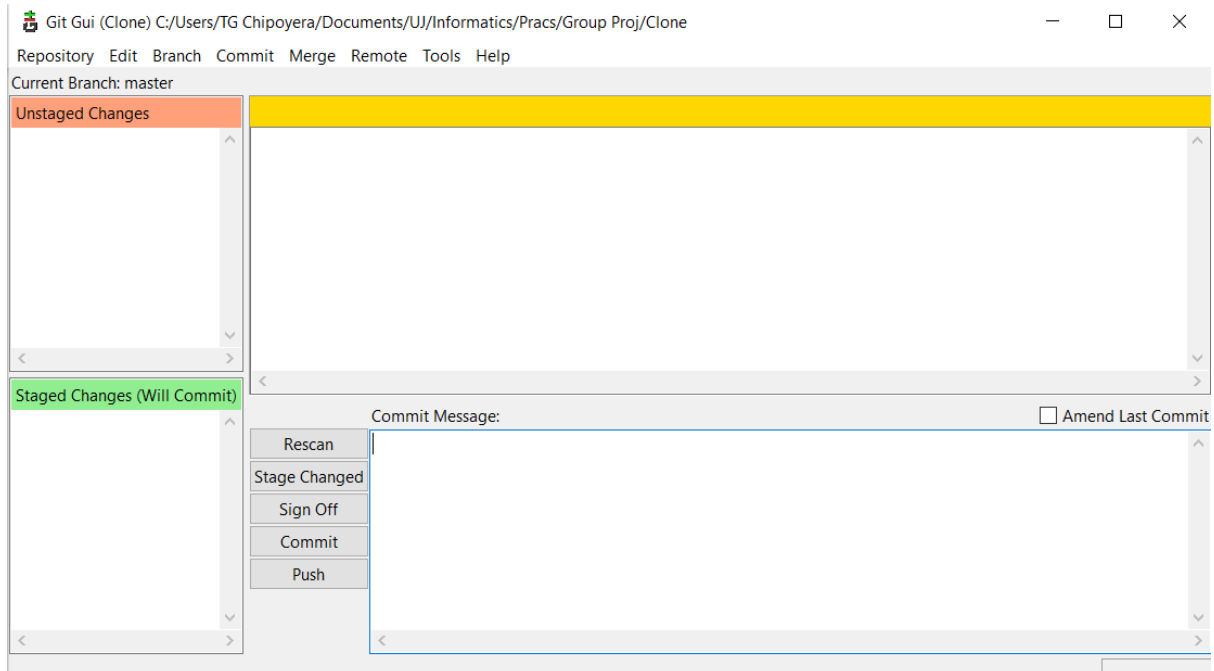 Git Gui (Clone) C:/Users/TG Chipoyera/Documents/UJ/Informatics/Pracs/Group Proj/Clone
Repository Edit Branch Commit Merge Remote Tools Help
Current Branch: master
Unstaged Changes
Staged Changes (Will Commit)
Commit Message:
Amend Last Commit
Rescan
Stage Changed
Sign Off
Commit
Push